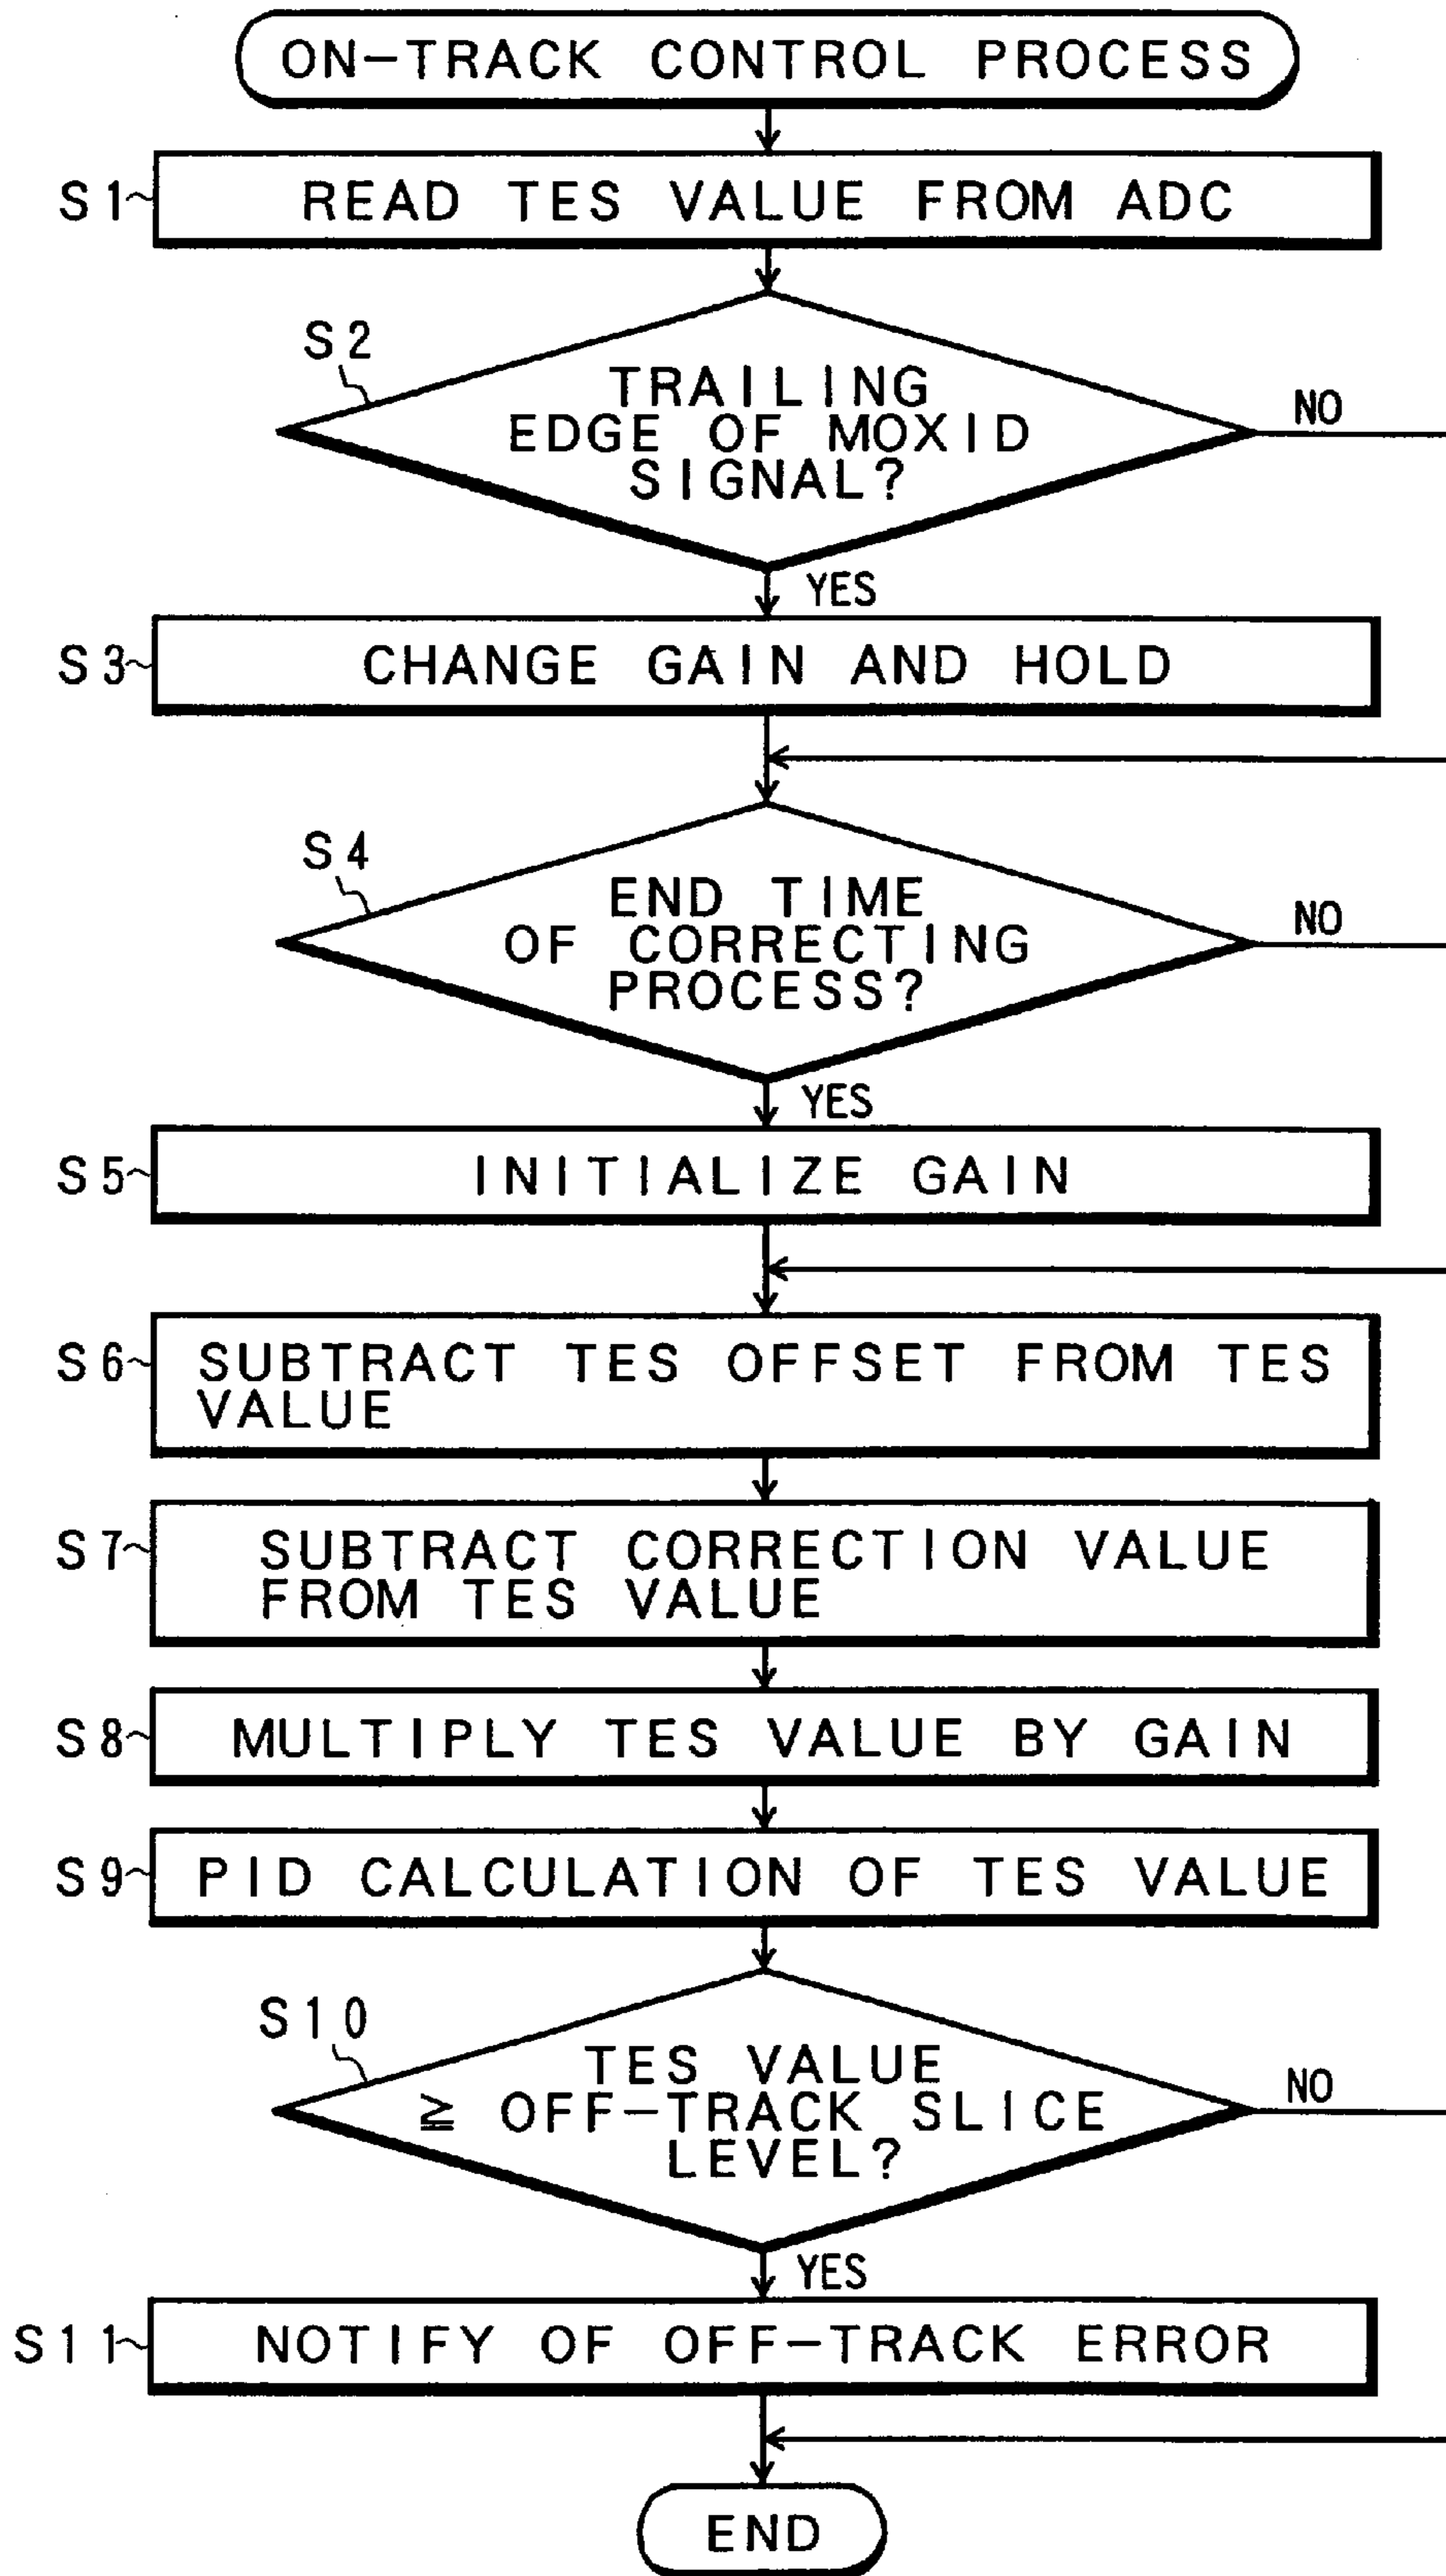 ON-TRACK CONTROL PROCESS
S1
READ TES VALUE FROM ADC
S2
TRAILING
EDGE OF MOXID
SIGNAL?
NO
YES
S3
CHANGE GAIN AND HOLD
S4
END TIME
OF CORRECTING
PROCESS?
NO
YES
S5
INITIALIZE GAIN
S6
SUBTRACT TES OFFSET FROM TES
VALUE
S7
SUBTRACT CORRECTION VALUE
FROM TES VALUE
S8
MULTIPLY TES VALUE BY GAIN
S9
PID CALCULATION OF TES VALUE
S10
TES VALUE
≧ OFF-TRACK SLICE
LEVEL?
NO
YES
S11
NOTIFY OF OFF-TRACK ERROR
END